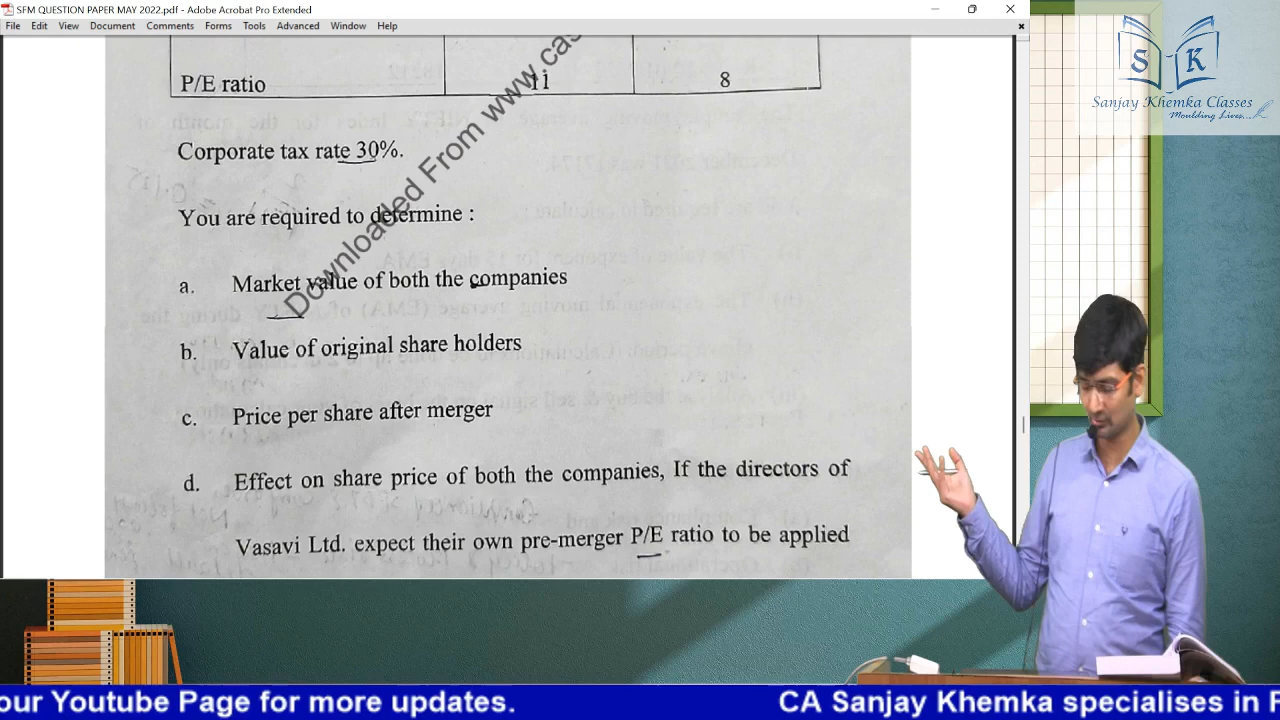 SFM QUESTION PAPER MAY 2022.pdf - Adobe Acrobat Pro Extended
File Edit View Document Comments Forms Tools Advanced Window Help
S K
Sanjay Khemka Classes
Moulding Lives...
P/E ratio 11 8
Corporate tax rate 30%.
You are required to determine :
Downloaded From www.cas
a. Market value of both the companies
b. Value of original share holders
c. Price per share after merger
d. Effect on share price of both the companies, If the directors of
Vasavi Ltd. expect their own pre-merger P/E ratio to be applied
our Youtube Page for more updates. CA Sanjay Khemka specialises in F